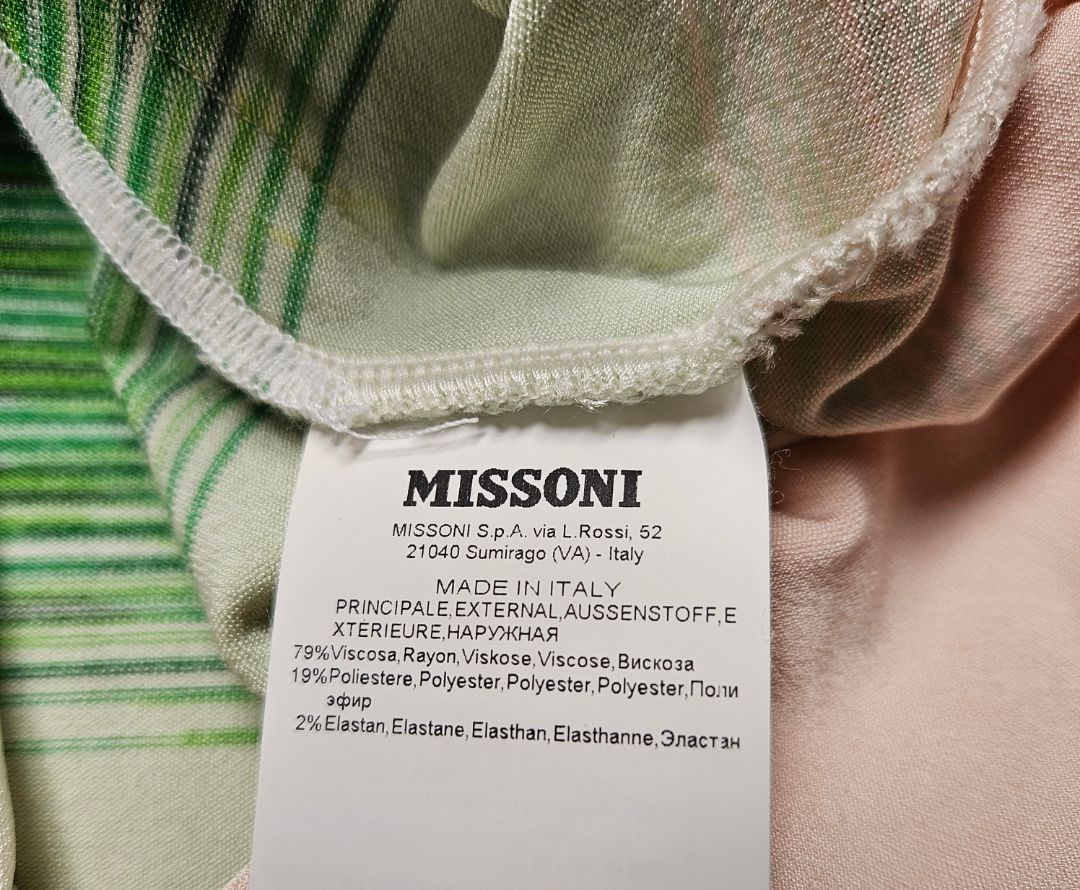 MISSONI
MISSONI S.p.A. via L.Rossi, 52
21040 Sumirago (VA) - Italy
MADE IN ITALY
PRINCIPALE,EXTERNAL,AUSSENSTOFF,E
XTÉRIEURE,НАРУЖНАЯ
79%Viscosa,Rayon,Viskose,Viscose,Вискоза
19%Poliestere,Polyester,Polyester,Polyester,Поли
эфир
2%Elastan,Elastane,Elasthan,Elasthanne,Эластан